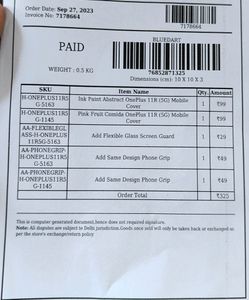 Order Date: Sep 27, 2023
Invoice No: 7178664
7178664
PAID
BLUEDART
WEIGHT : 0.5 KG
76852871325
Dimensions (cm): 10 X 10 X 3
SKU Item Name Qty. Amount
H-ONEPLUS11R5 G-5163 Ink Paint Abstract OnePlus 11R (5G) Mobile Cover 1 ₹99
H-ONEPLUS11R5 G-1145 Pink Fruit Comida OnePlus 11R (5G) Mobile Cover 1 ₹99
AA-FLEXIBLEGL ASS-H-ONEPLUS 11R5G-5163 Add Flexible Glass Screen Guard 1 ₹29
AA-PHONEGRIP- H-ONEPLUS11R5 G-5163 Add Same Design Phone Grip 1 ₹49
AA-PHONEGRIP- H-ONEPLUS11R5 G-1145 Add Same Design Phone Grip 1 ₹49
Order Total ₹325
This is computer generated document,hence does not required signature.
Note: All disputes are subject to Delhi jurisdiction.Goods once sold will only be taken back or exchanged as
per the store's exchange/return policy